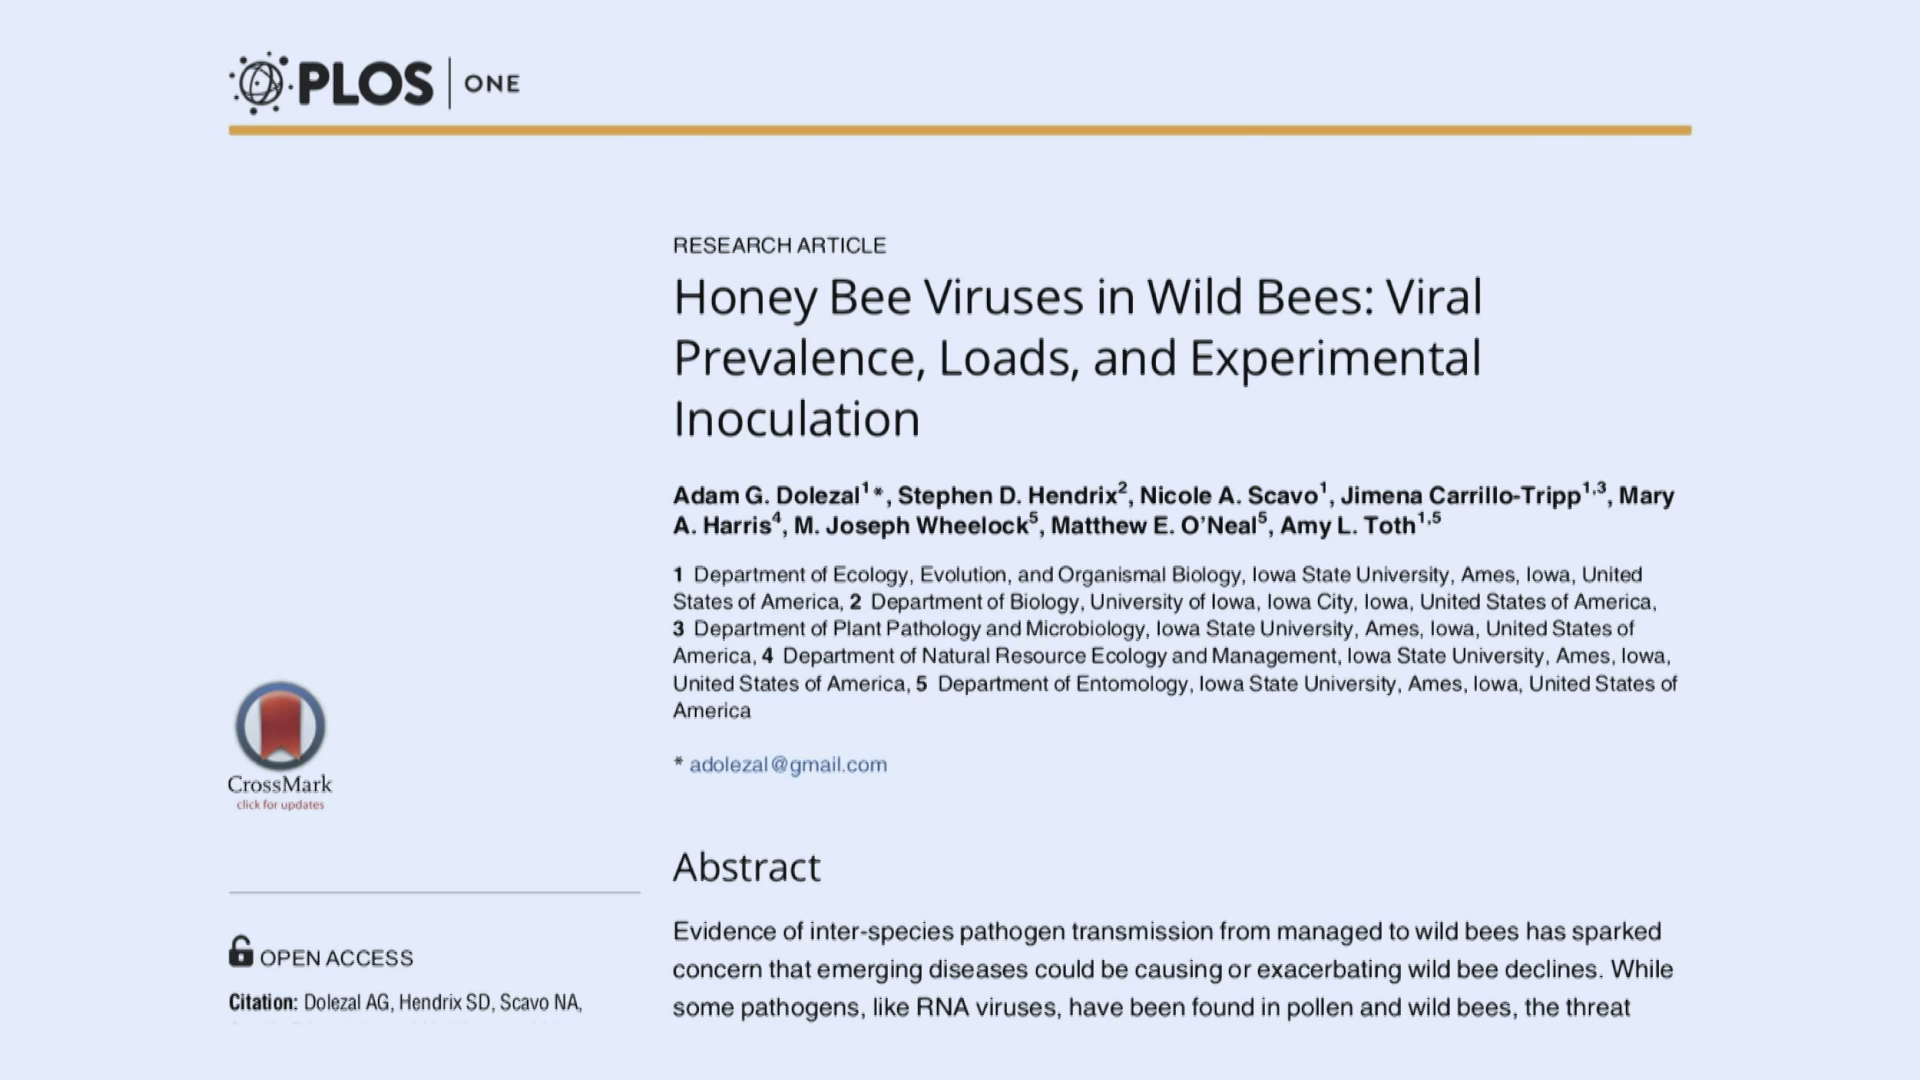 PLOS ONE
RESEARCH ARTICLE
Honey Bee Viruses in Wild Bees: Viral
Prevalence, Loads, and Experimental
Inoculation
Adam G. Dolezal1*, Stephen D. Hendrix2, Nicole A. Scavo1, Jimena Carrillo-Tripp1,3, Mary
A. Harris4, M. Joseph Wheelock5, Matthew E. O'Neal5, Amy L. Toth1,5
1 Department of Ecology, Evolution, and Organismal Biology, Iowa State University, Ames, Iowa, United
States of America, 2 Department of Biology, University of Iowa, Iowa City, Iowa, United States of America,
3 Department of Plant Pathology and Microbiology, Iowa State University, Ames, Iowa, United States of
America, 4 Department of Natural Resource Ecology and Management, Iowa State University, Ames, Iowa,
United States of America, 5 Department of Entomology, Iowa State University, Ames, Iowa, United States of
America
* adolezal@gmail.com
CrossMark
click for updates
Abstract
Evidence of inter-species pathogen transmission from managed to wild bees has sparked
concern that emerging diseases could be causing or exacerbating wild bee declines. While
some pathogens, like RNA viruses, have been found in pollen and wild bees, the threat
OPEN ACCESS
Citation: Dolezal AG, Hendrix SD, Scavo NA,